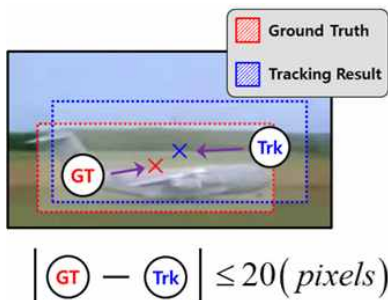 Ground Truth
Tracking Result
Trk
GT
| GT — Trk | ≤ 20 ( pixels )